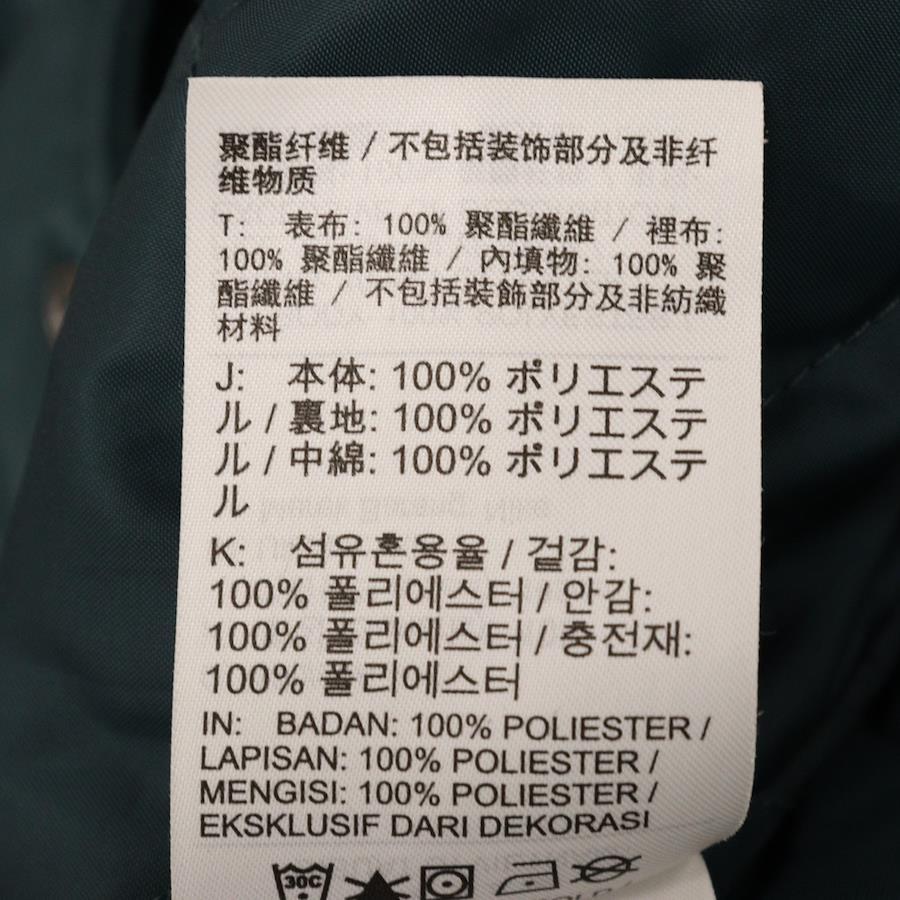 聚酯纤维 / 不包括装饰部分及非纤
维物质
T: 表布: 100% 聚酯纖維 / 裡布:
100% 聚酯纖維 / 內填物: 100% 聚
酯纖維 / 不包括裝飾部分及非紡織
材料
J: 本体: 100% ポリエステ
ル / 裏地: 100% ポリエステ
ル / 中綿: 100% ポリエステ
ル
K: 섬유혼용율 / 겉감:
100% 폴리에스터 / 안감:
100% 폴리에스터 / 충전재:
100% 폴리에스터
IN: BADAN: 100% POLIESTER /
LAPISAN: 100% POLIESTER /
MENGISI: 100% POLIESTER /
EKSKLUSIF DARI DEKORASI
30C